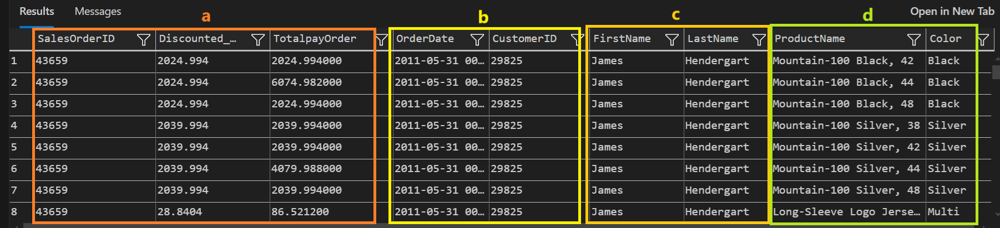 Results Messages Open in New Tab
a b c d
SalesOrderID Discounted_… TotalpayOrder OrderDate CustomerID FirstName LastName ProductName Color
1 43659 2024.994 2024.994000 2011-05-31 00… 29825 James Hendergart Mountain-100 Black, 42 Black
2 43659 2024.994 6074.982000 2011-05-31 00… 29825 James Hendergart Mountain-100 Black, 44 Black
3 43659 2024.994 2024.994000 2011-05-31 00… 29825 James Hendergart Mountain-100 Black, 48 Black
4 43659 2039.994 2039.994000 2011-05-31 00… 29825 James Hendergart Mountain-100 Silver, 38 Silver
5 43659 2039.994 2039.994000 2011-05-31 00… 29825 James Hendergart Mountain-100 Silver, 42 Silver
6 43659 2039.994 4079.988000 2011-05-31 00… 29825 James Hendergart Mountain-100 Silver, 44 Silver
7 43659 2039.994 2039.994000 2011-05-31 00… 29825 James Hendergart Mountain-100 Silver, 48 Silver
8 43659 28.8404 86.521200 2011-05-31 00… 29825 James Hendergart Long-Sleeve Logo Jerse… Multi